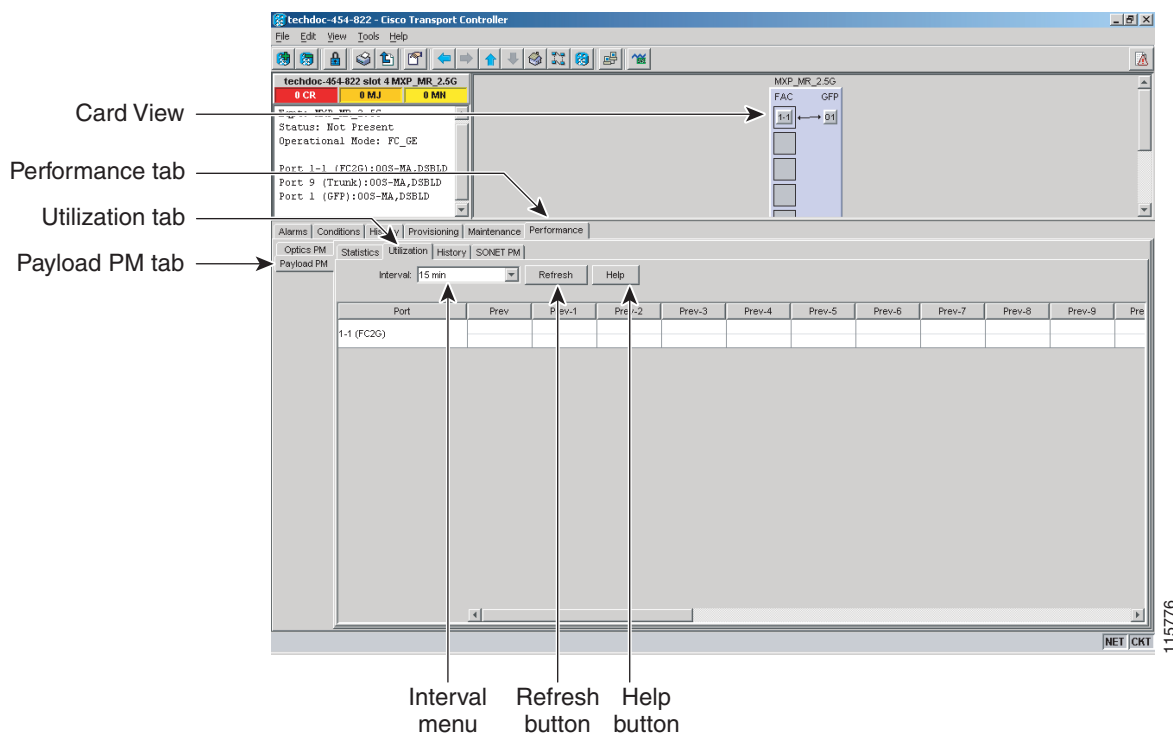 techdoc-454-822 - Cisco Transport Controller
File Edit View Tools Help
techdoc-454-822 slot 4 MXP_MR_2.5G
0 CR 0 MJ 0 MN
Eqpt: MXP_MR_2.5G
Status: Not Present
Operational Mode: FC_GE
Port 1-1 (FC2G):OOS-MA,DSBLD
Port 9 (Trunk):OOS-MA,DSBLD
Port 1 (GFP):OOS-MA,DSBLD
MXP_MR_2.5G
FAC GFP
1-1 01
Card View
Performance tab
Utilization tab
Payload PM tab
Alarms Conditions History Provisioning Maintenance Performance
Optics PM
Payload PM
Statistics Utilization History SONET PM
Interval: 15 min Refresh Help
Port Prev Prev-1 Prev-2 Prev-3 Prev-4 Prev-5 Prev-6 Prev-7 Prev-8 Prev-9 Pre
1-1 (FC2G)
NET CKT
115776
Interval
menu
Refresh
button
Help
button